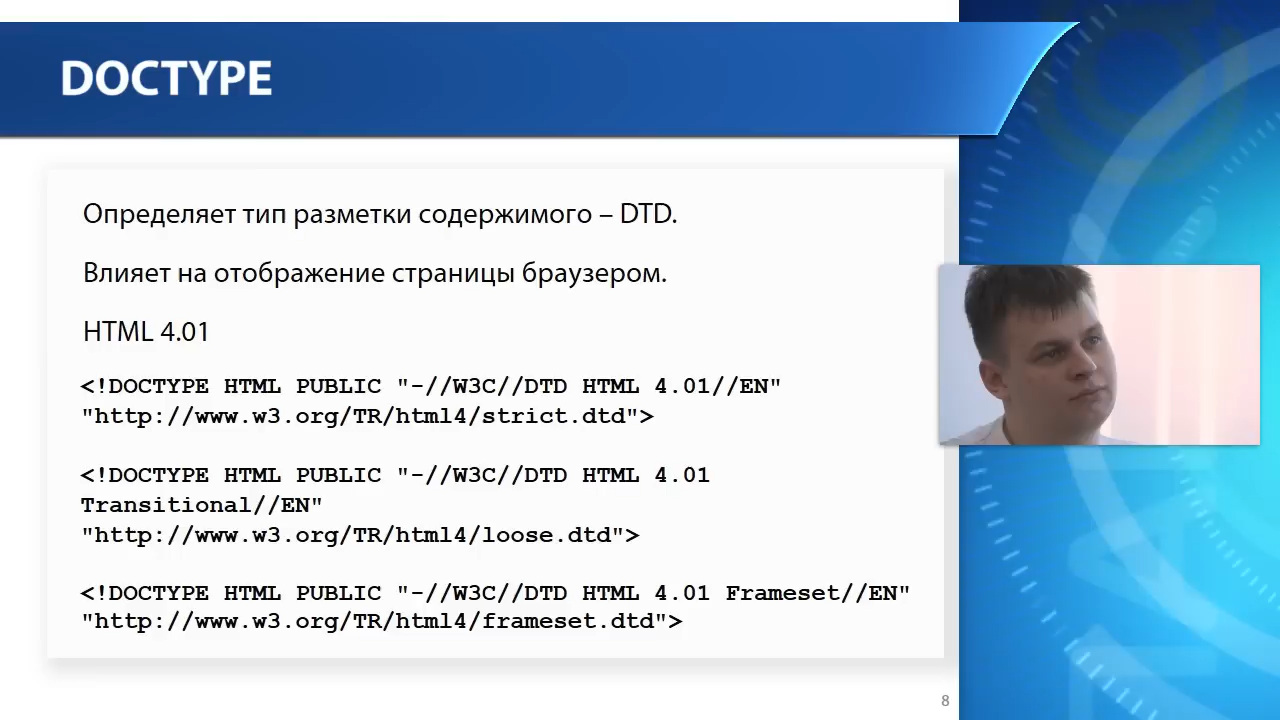 DOCTYPE
Определяет тип разметки содержимого – DTD.
Влияет на отображение страницы браузером.
HTML 4.01
<!DOCTYPE HTML PUBLIC "-//W3C//DTD HTML 4.01//EN"
"http://www.w3.org/TR/html4/strict.dtd">
<!DOCTYPE HTML PUBLIC "-//W3C//DTD HTML 4.01
Transitional//EN"
"http://www.w3.org/TR/html4/loose.dtd">
<!DOCTYPE HTML PUBLIC "-//W3C//DTD HTML 4.01 Frameset//EN"
"http://www.w3.org/TR/html4/frameset.dtd">
8